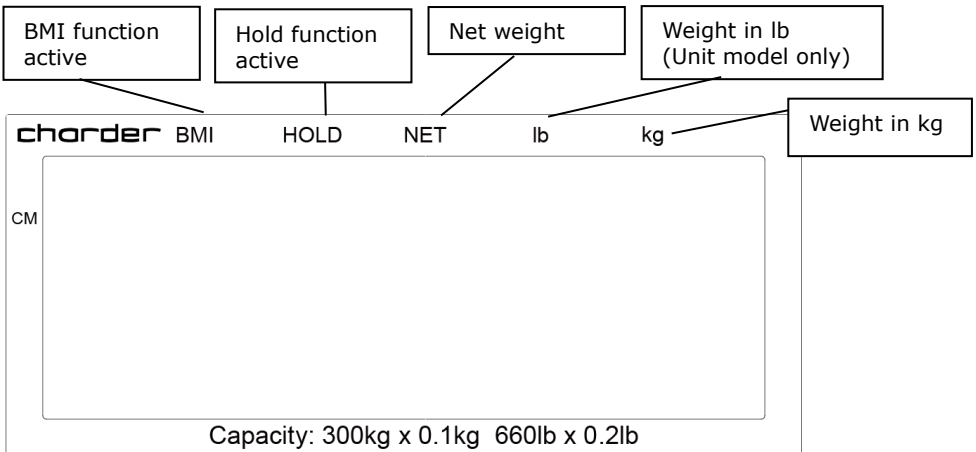 BMI function
active
Hold function
active
Net weight
Weight in lb
(Unit model only)
Weight in kg
charder BMI HOLD NET lb kg
CM
Capacity: 300kg x 0.1kg 660lb x 0.2lb